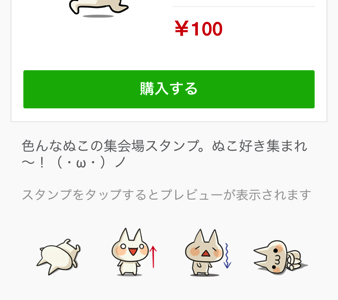 ￥100
購入する
色んなぬこの集会場スタンプ。ぬこ好き集まれ
～！（・ω・）ノ
スタンプをタップするとプレビューが表示されます